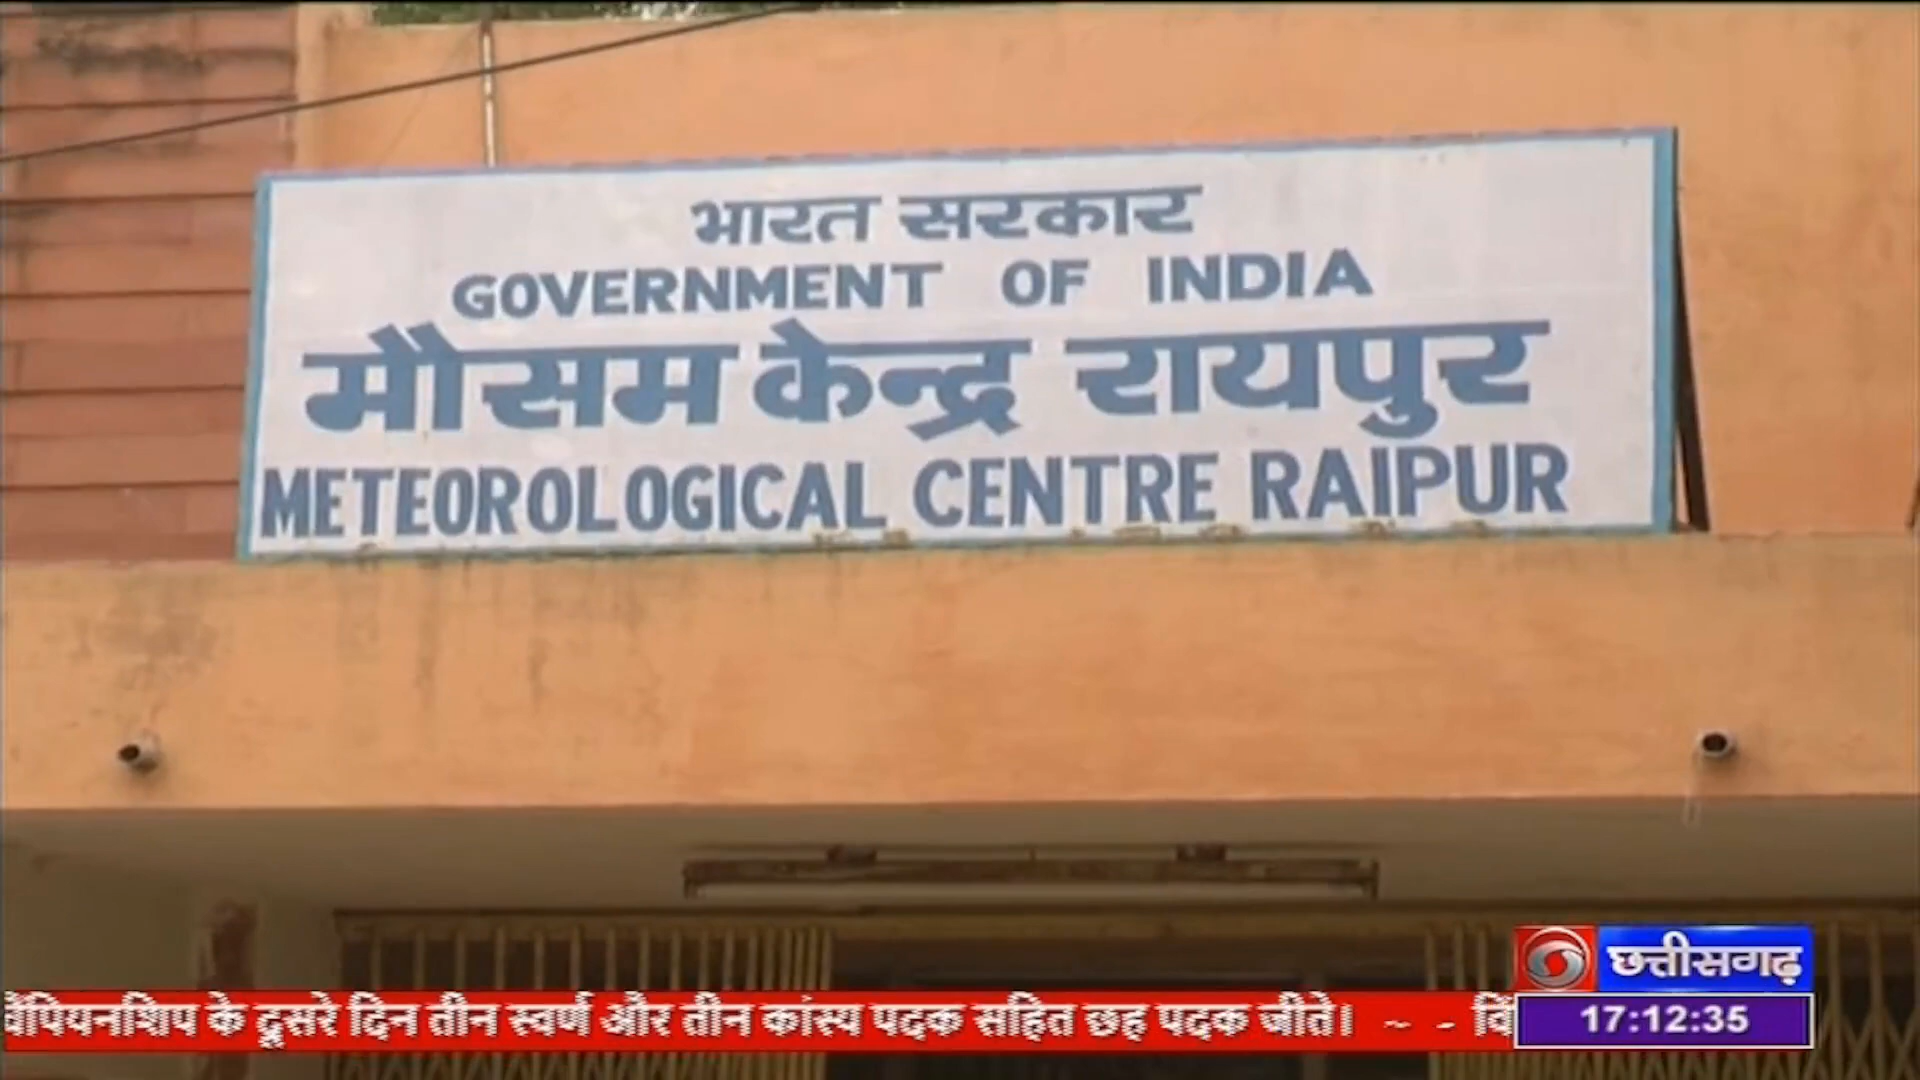 भारत सरकार
GOVERNMENT OF INDIA
मौसम केन्द्र रायपुर
METEOROLOGICAL CENTRE RAIPUR
छत्तीसगढ़
के दूसरे दिन तीन स्वर्ण और तीन कांस्य पदक सहित छह पदक जीते। ~ -
17:12:35